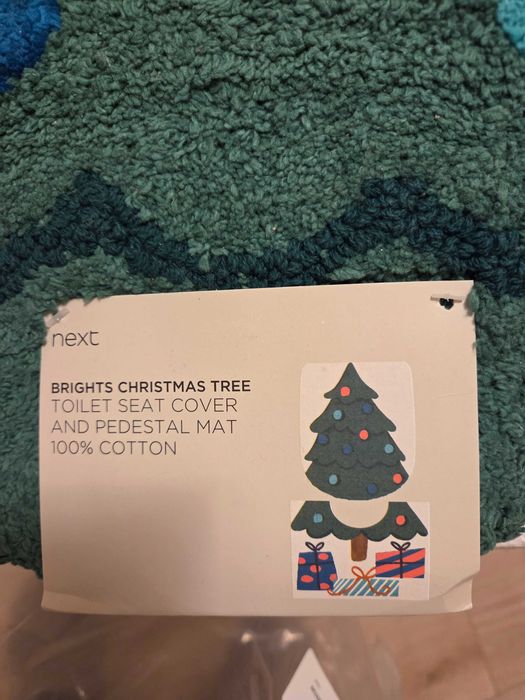 next
BRIGHTS CHRISTMAS TREE
TOILET SEAT COVER
AND PEDESTAL MAT
100% COTTON